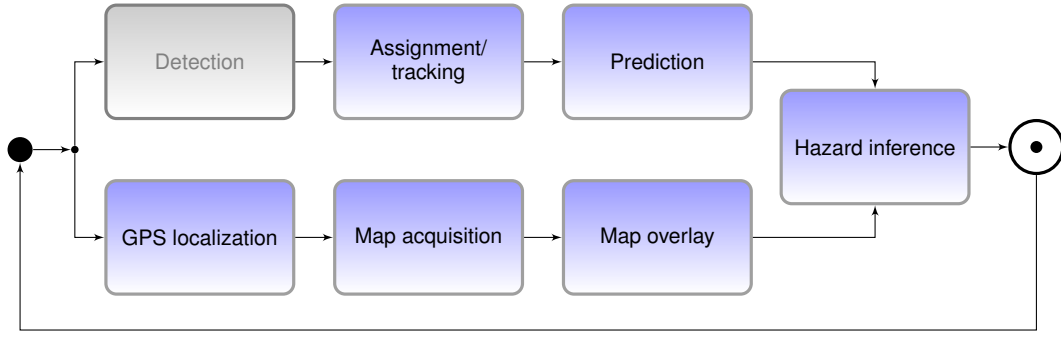 Detection
Assignment/
tracking
Prediction
Hazard inference
GPS localization
Map acquisition
Map overlay